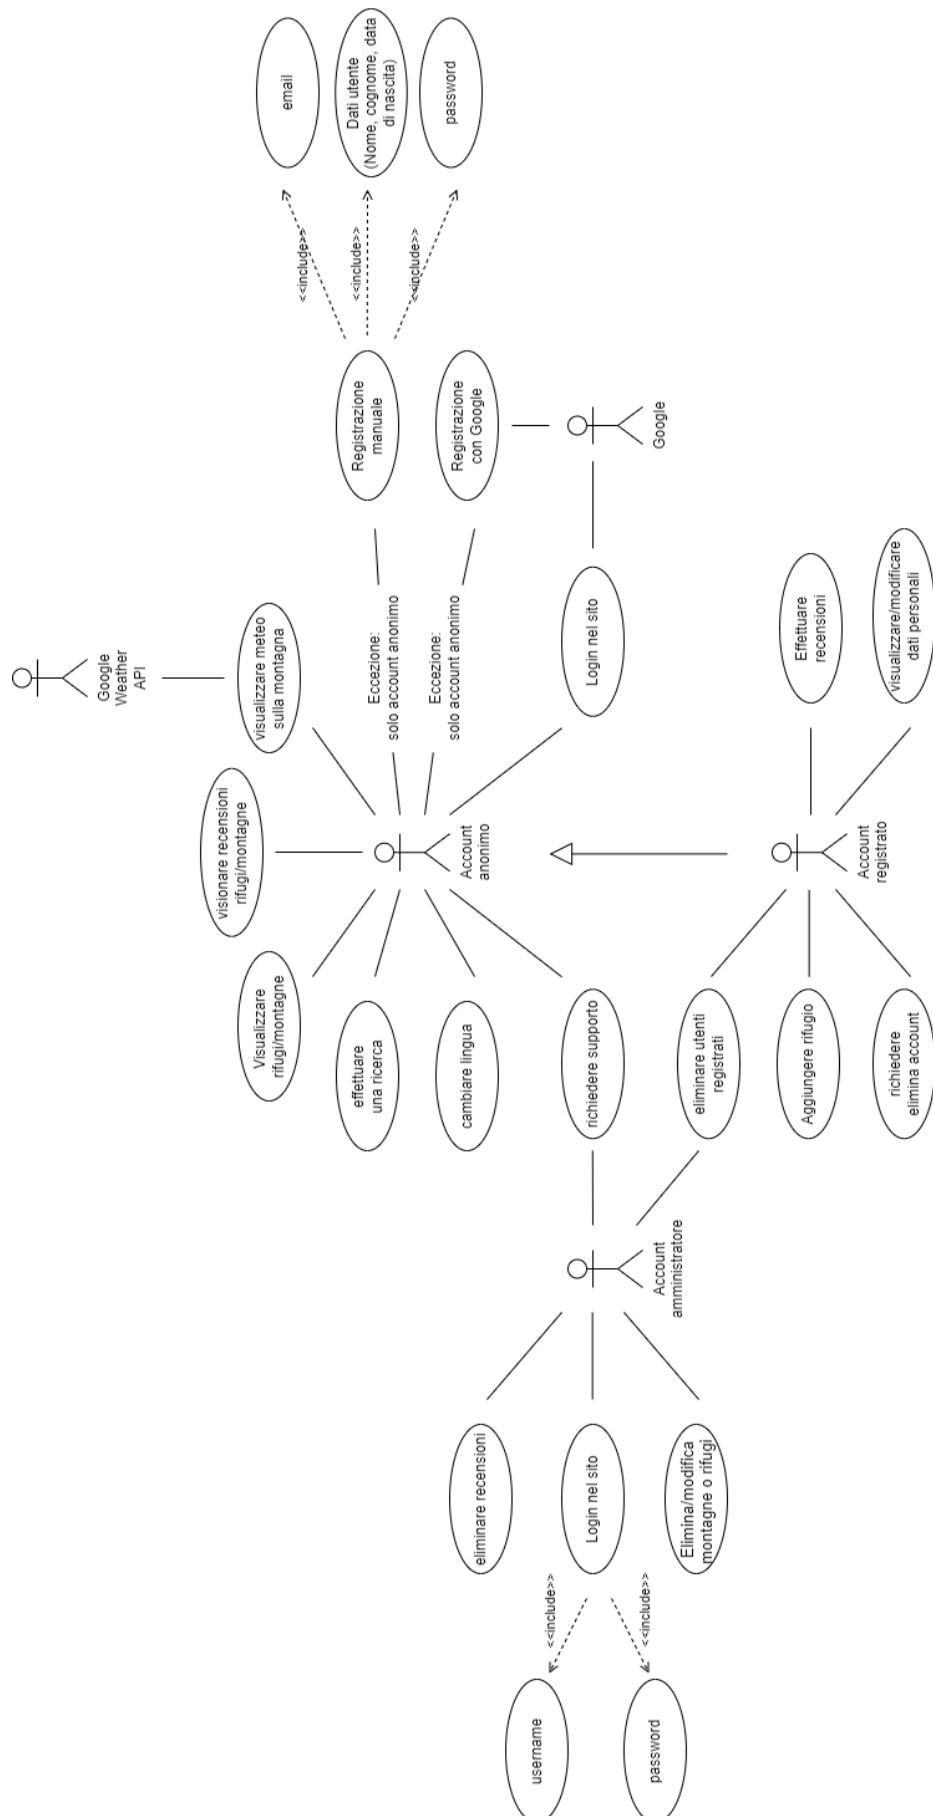 Google
Weather
API
visionare recensioni
rifugi/montagne
Visualizzare
rifugi/montagne
visualizzare meteo
sulla montagna
email
<<include>>
effettuare
una ricerca
Eccezione:
solo account anonimo
Registrazione
manuale
<<include>>
Dati utente
(Nome, cognome, data
di nascita)
<<include>>
password
cambiare lingua
Account
anonimo
Eccezione:
solo account anonimo
Registrazione
con Google
eliminare recensioni
username
<<include>>
Login nel sito
richiedere supporto
Login nel sito
Google
password
<<include>>
Account
amministratore
Elimina/modifica
montagne o rifugi
eliminare utenti
registrati
Aggiungere rifugio
Effettuare
recensioni
Account
registrato
richiedere
elimina account
visualizzare/modificare
dati personali